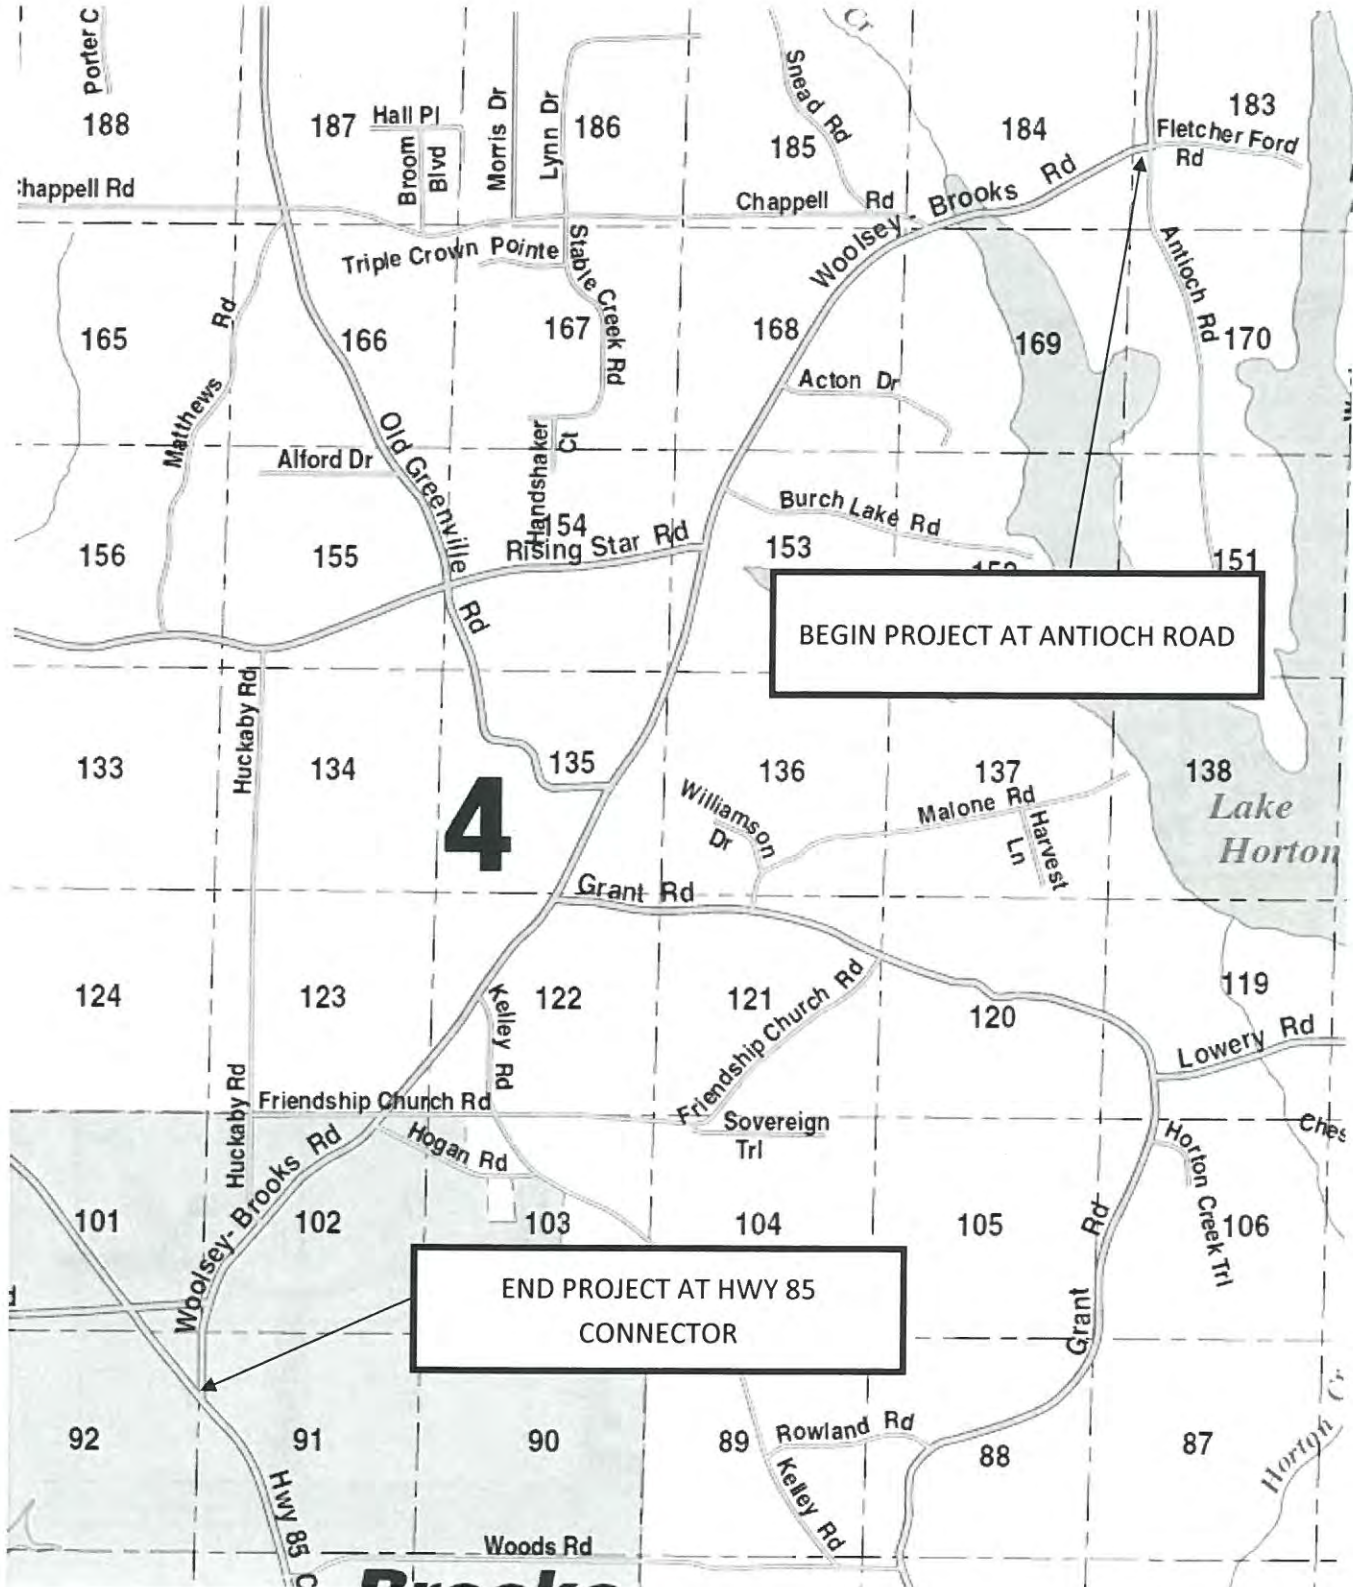 Porter C
188
187
Hall Pl
Broom
Blvd
Morris Dr
Lynn Dr
186
Snead Rd
185
Cr
184
183
Fletcher Ford
Rd
Chappell Rd
Chappell Rd
Woolsey - Brooks Rd
Triple Crown Pointe
Stable Creek Rd
Antioch Rd
165
Matthews Rd
166
167
168
169
170
Acton Dr
Alford Dr
Old Greenville Rd
Handshaker
Ct
154
Rising Star Rd
Burch Lake Rd
156
155
153
151
BEGIN PROJECT AT ANTIOCH ROAD
Huckaby Rd
133
134
135
136
137
138
4
Williamson
Dr
Malone Rd
Harvest
Ln
Lake
Horton
Grant Rd
124
123
122
121
120
119
Kelley Rd
Friendship Church Rd
Lowery Rd
Huckaby Rd
Friendship Church Rd
Sovereign
Trl
Ches
Hogan Rd
Woolsey- Brooks Rd
Horton Creek Trl
101
102
103
104
105
106
Grant Rd
END PROJECT AT HWY 85
CONNECTOR
92
91
90
89
88
87
Rowland Rd
Kelley Rd
Horton Cr
Hwy 85 C
Woods Rd